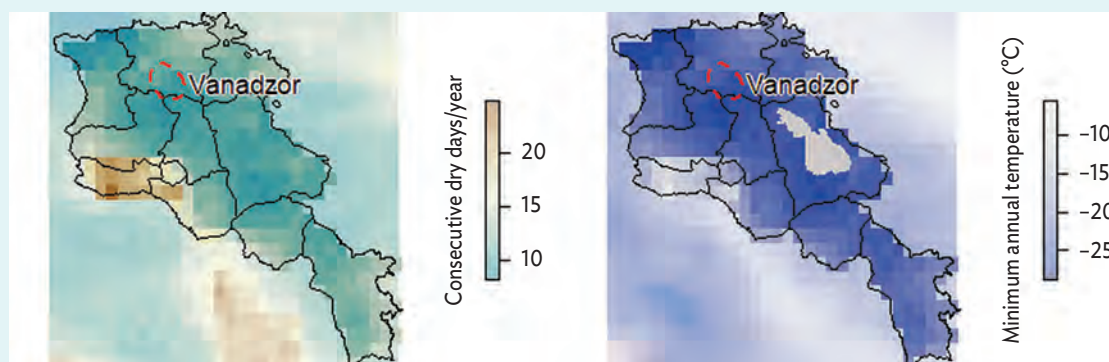 Vanadzor
Consecutive dry days/year
20
15
10
Vanadzor
Minimum annual temperature (°C)
–10
–15
–20
–25